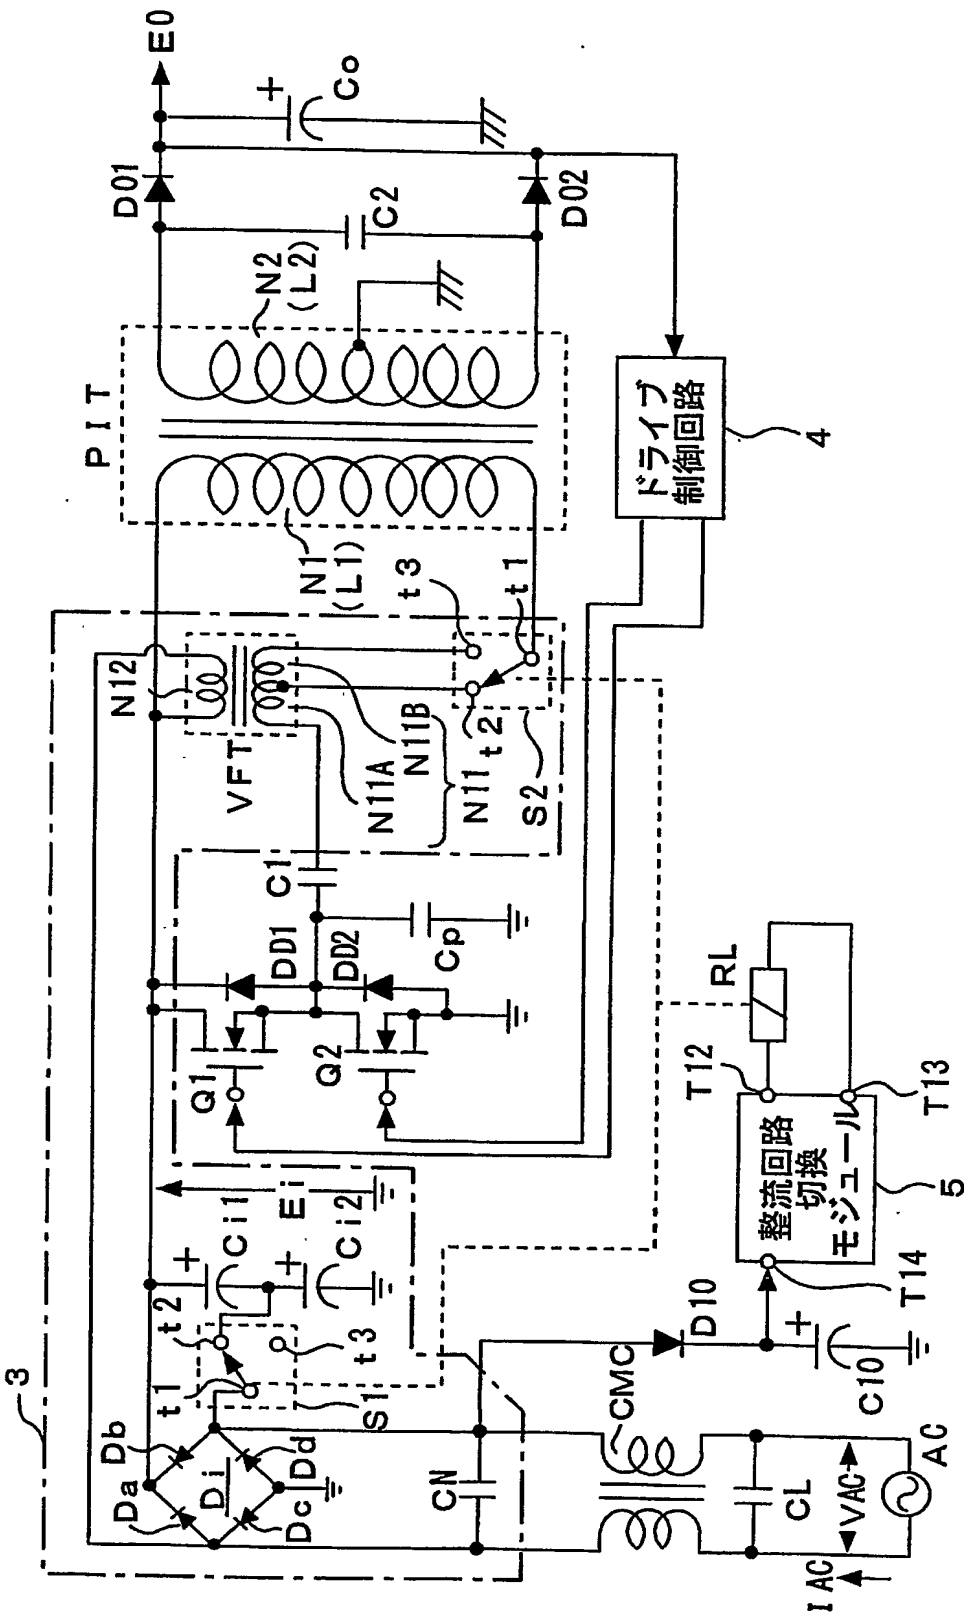 3
Da
Db
Di
Dc
Dd
t1
t2
t3
S1
+
Ci1
+
Ci2
Ei
Q1
Q2
DD1
DD2
Cp
C1
VFT
N12
N11A
N11B
N11
t2
t3
t1
S2
N1
(L1)
PIT
N2
(L2)
C2
DO1
DO2
+
Co
E0
ドライブ
制御回路
4
CN
CMC
CL
VAC
AC
IAC
D10
+
C10
T14
整流回路
切換
モジュール
5
T12
T13
RL